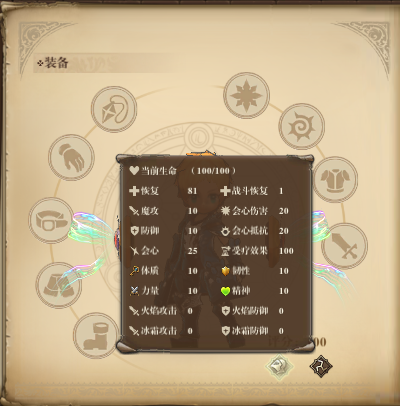 装备
当前生命 (100/100)
恢复 81 战斗恢复 1
魔攻 10 会心伤害 20
防御 10 会心抵抗 20
会心 25 受疗效果 100
体质 10 韧性 10
力量 10 精神 10
火焰攻击 0 火焰防御 0
冰霜攻击 0 冰霜防御 0